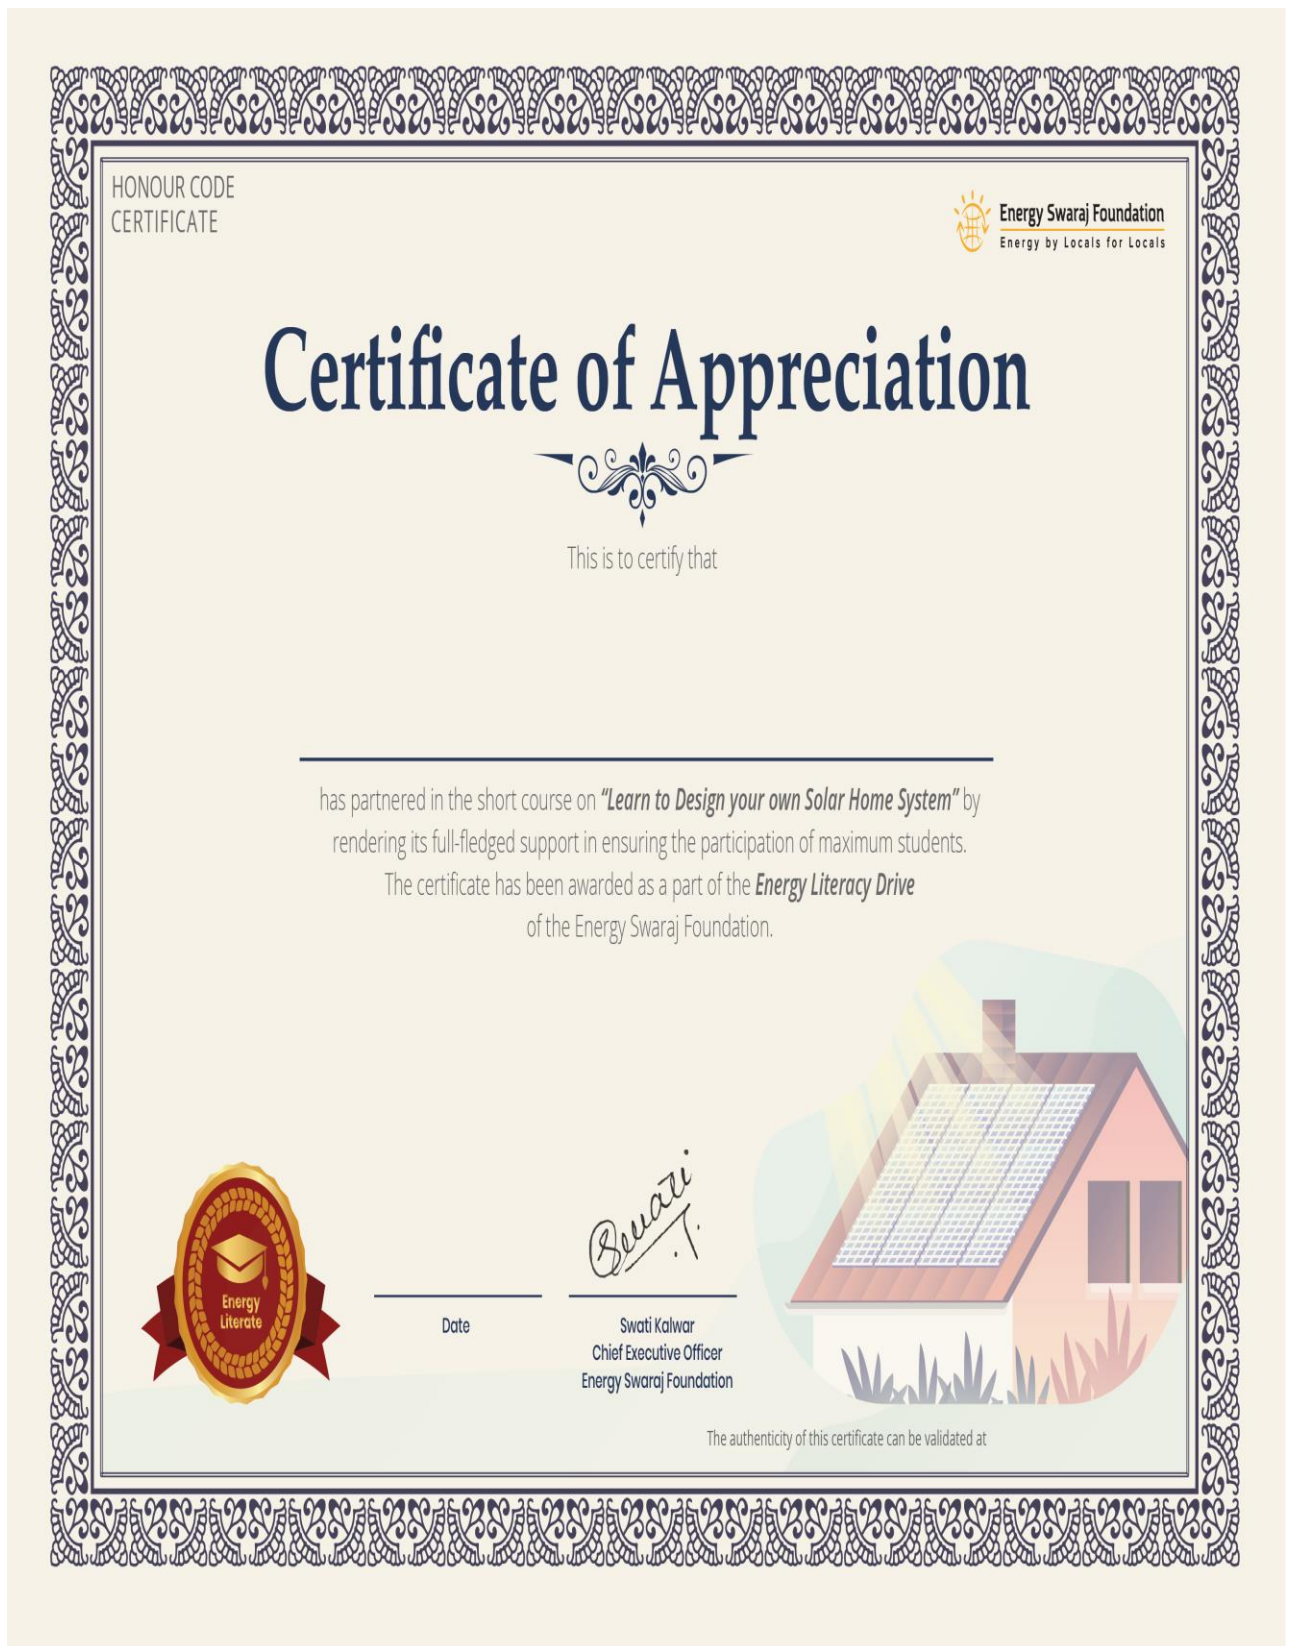 HONOUR CODE
CERTIFICATE
Energy Swaraj Foundation
Energy by Locals for Locals
Certificate of Appreciation
This is to certify that
has partnered in the short course on “Learn to Design your own Solar Home System” by
rendering its full-fledged support in ensuring the participation of maximum students.
The certificate has been awarded as a part of the Energy Literacy Drive
of the Energy Swaraj Foundation.
Energy
Literate
Swati
Date
Swati Kalwar
Chief Executive Officer
Energy Swaraj Foundation
The authenticity of this certificate can be validated at